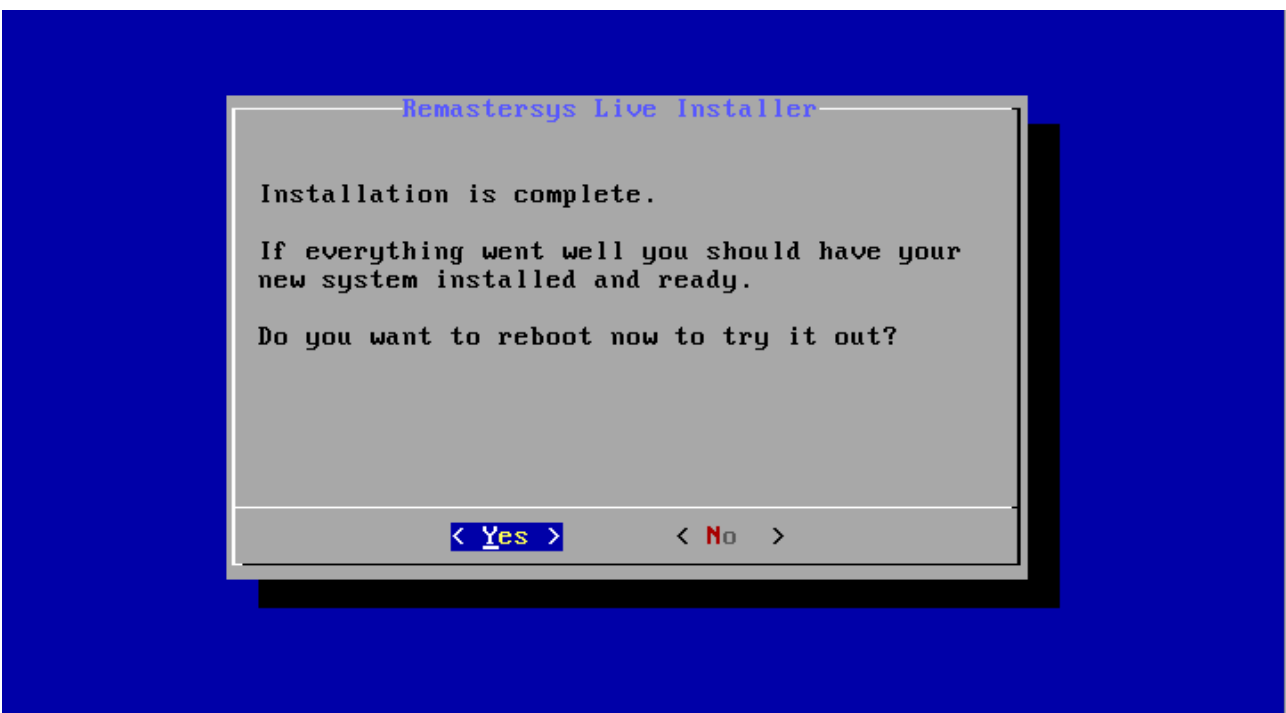 Remastersys Live Installer
Installation is complete.
If everything went well you should have your
new system installed and ready.
Do you want to reboot now to try it out?
< Yes > < No >